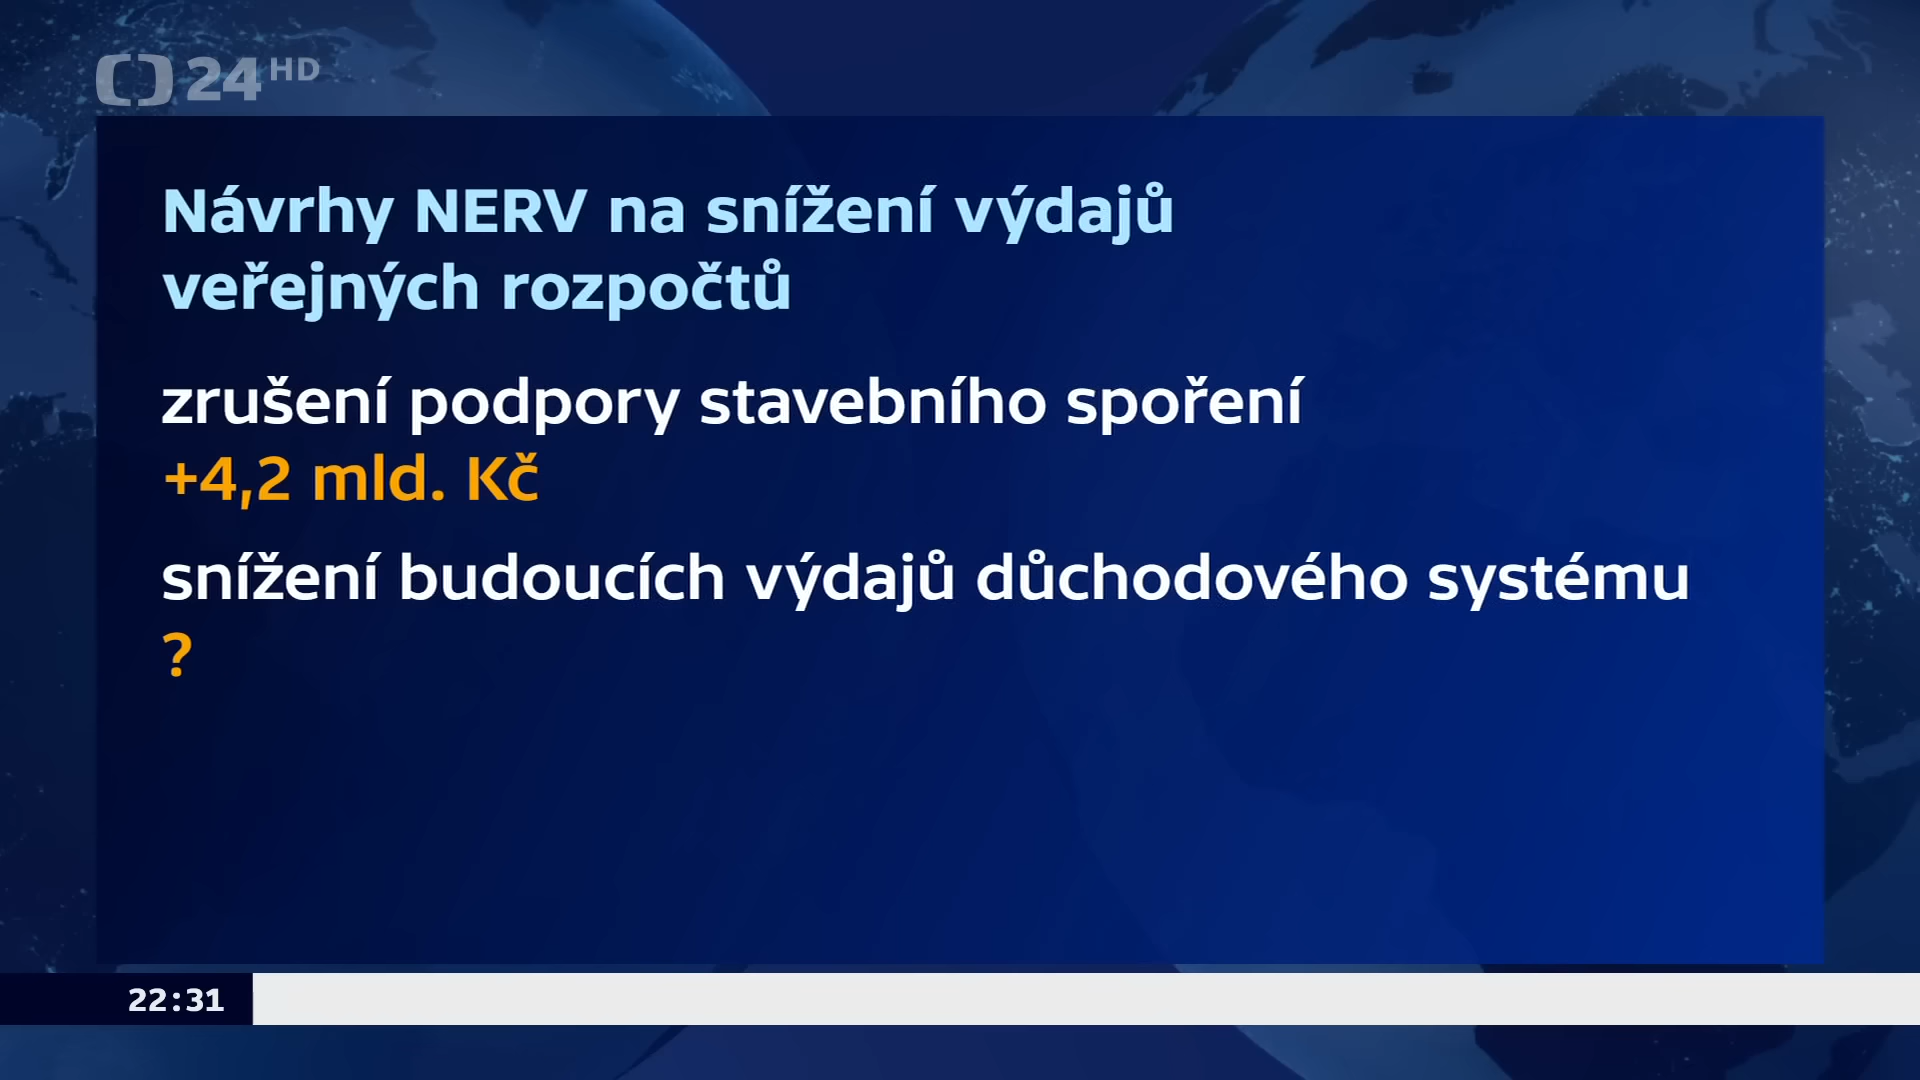 24 HD
Návrhy NERV na snížení výdajů
veřejných rozpočtů
zrušení podpory stavebního spoření
+4,2 mld. Kč
snížení budoucích výdajů důchodového systému
?
22:31